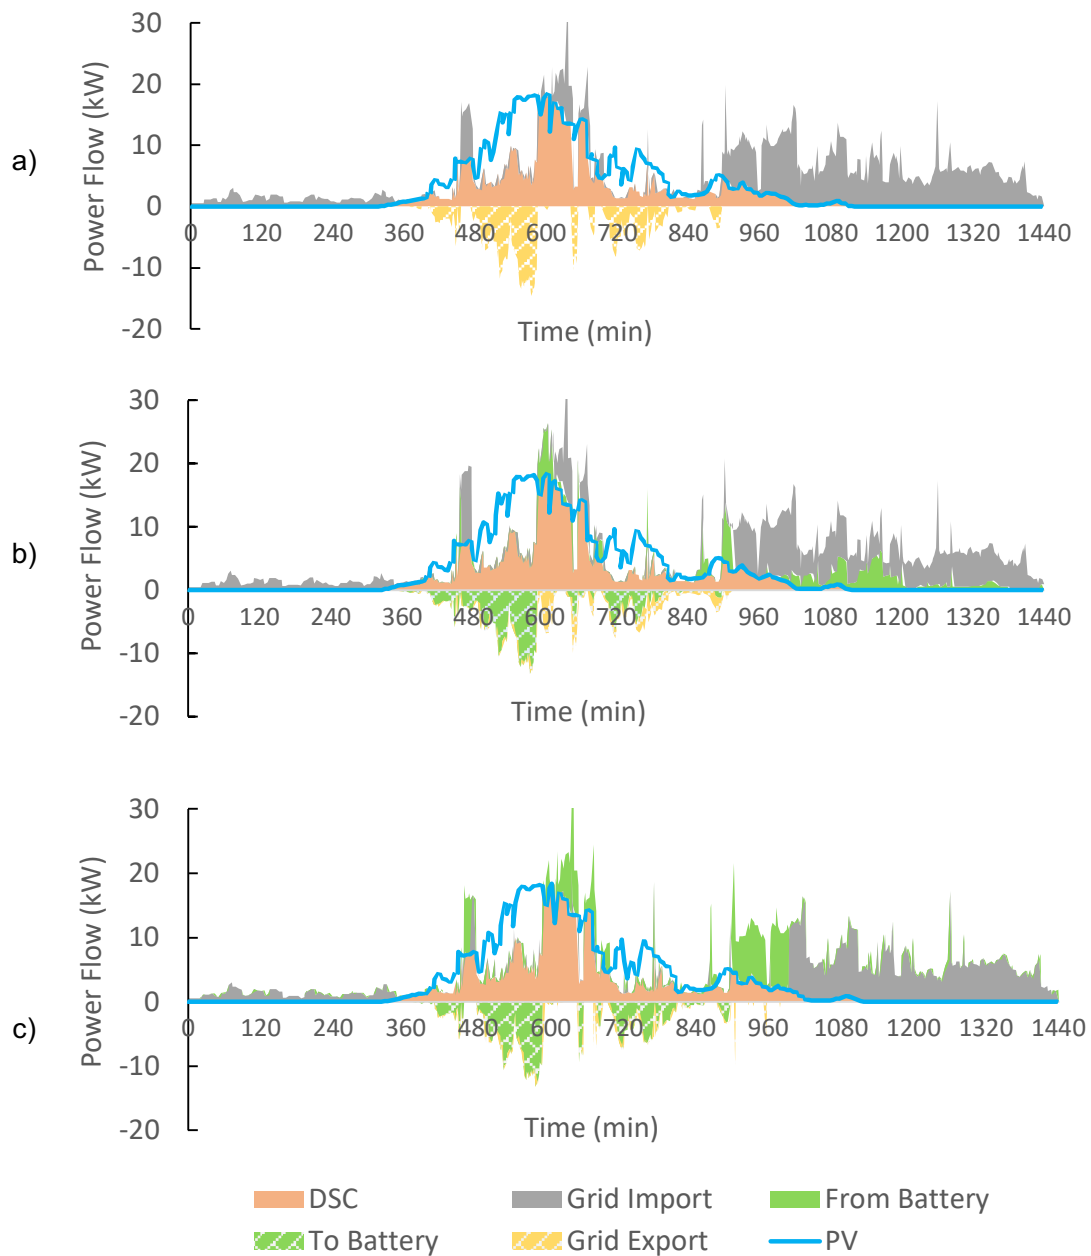 30
20
10
0
-10
-20
a)
Power Flow (kW)
0 120 240 360 480 600 720 840 960 1080 1200 1320 1440
Time (min)
30
20
10
0
-10
-20
b)
Power Flow (kW)
0 120 240 360 480 600 720 840 960 1080 1200 1320 1440
Time (min)
30
20
10
0
-10
-20
c)
Power Flow (kW)
0 120 240 360 480 600 720 840 960 1080 1200 1320 1440
Time (min)
DSC Grid Import From Battery
To Battery Grid Export PV